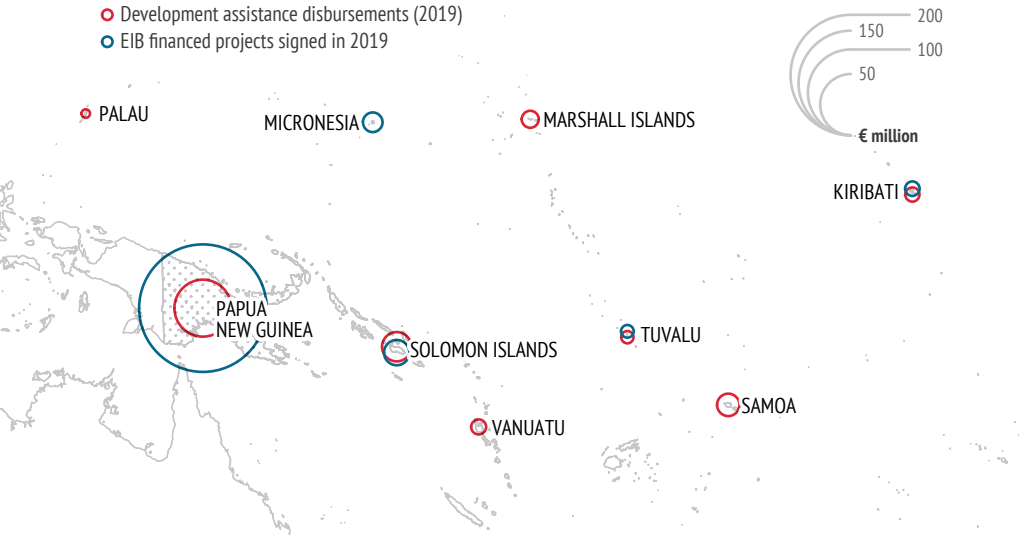 Development assistance disbursements (2019)
EIB financed projects signed in 2019
200
150
100
50
€ million
PALAU
MICRONESIA
MARSHALL ISLANDS
KIRIBATI
PAPUA
NEW GUINEA
SOLOMON ISLANDS
TUVALU
SAMOA
VANUATU